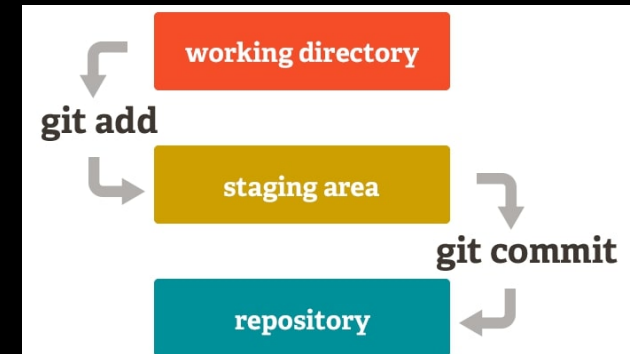 working directory
git add
staging area
git commit
repository